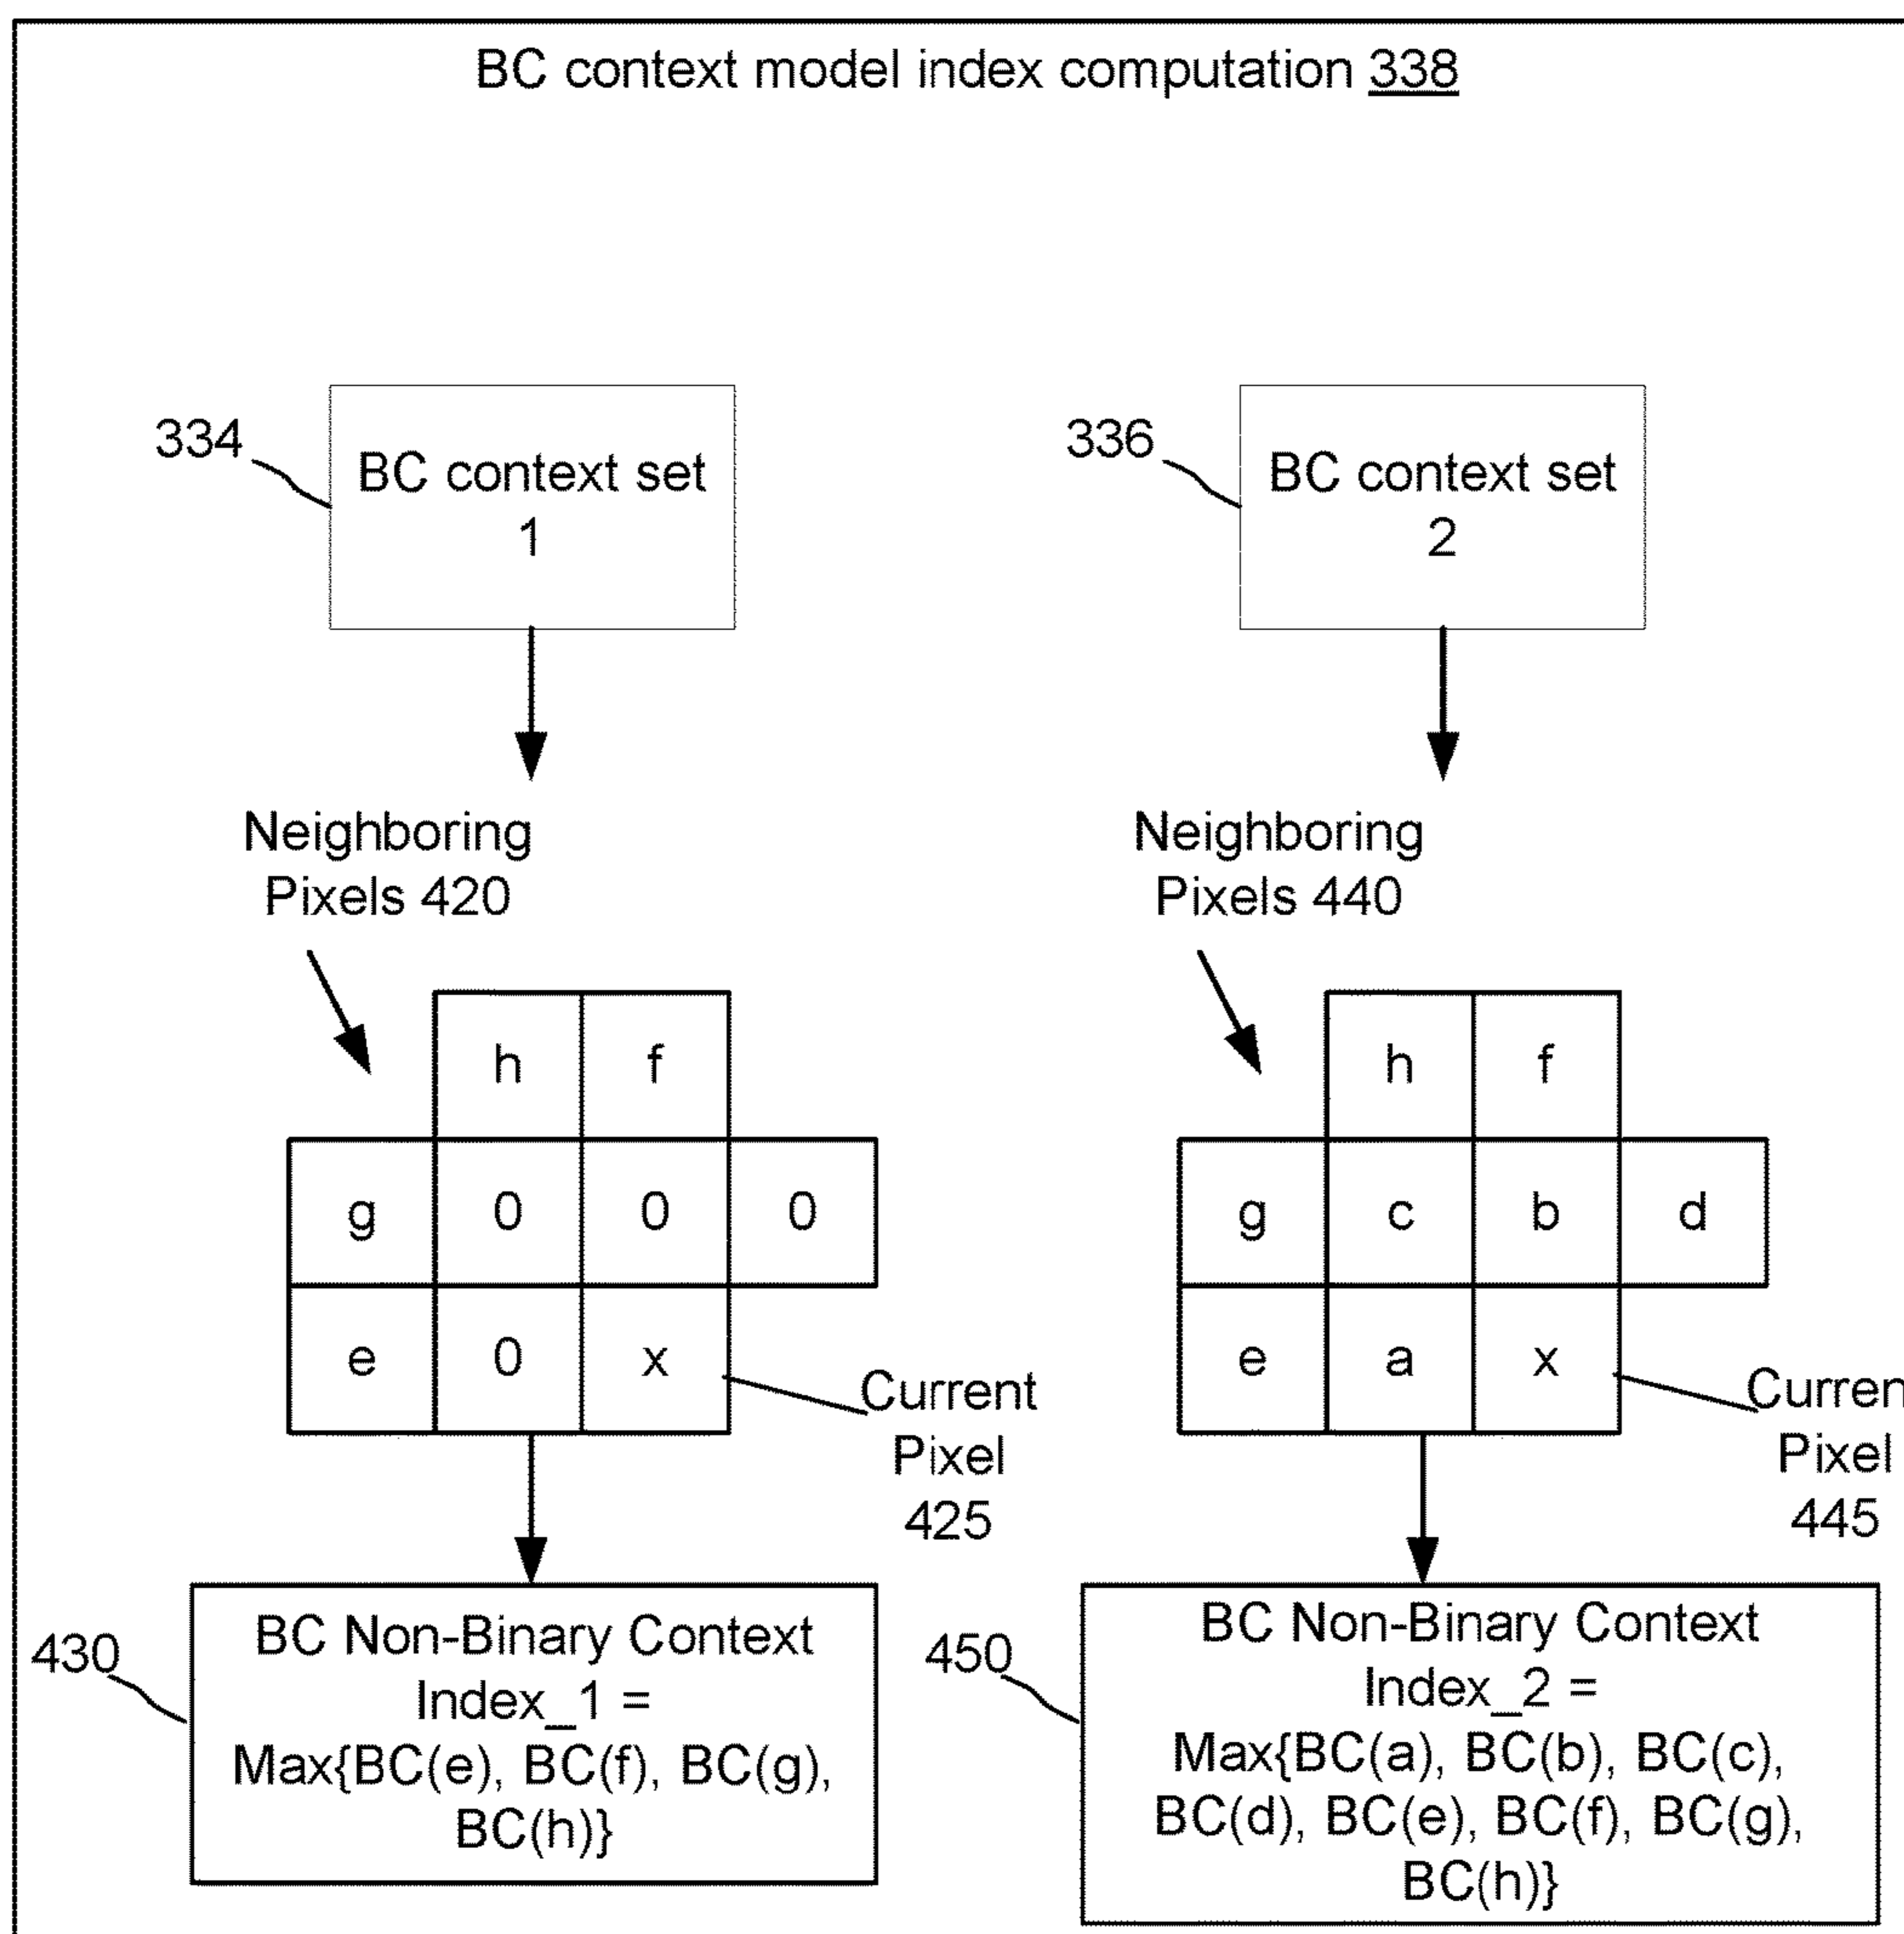 BC context model index computation 338
334
BC context set
1
336
BC context set
2
Neighboring
Pixels 420
Neighboring
Pixels 440
h f
g 0 0 0
e 0 x
Current
Pixel
425
h f
g c b d
e a x
Curren
Pixel
445
430
BC Non-Binary Context
Index_1 =
Max{BC(e), BC(f), BC(g),
BC(h)}
450
BC Non-Binary Context
Index_2 =
Max{BC(a), BC(b), BC(c),
BC(d), BC(e), BC(f), BC(g),
BC(h)}